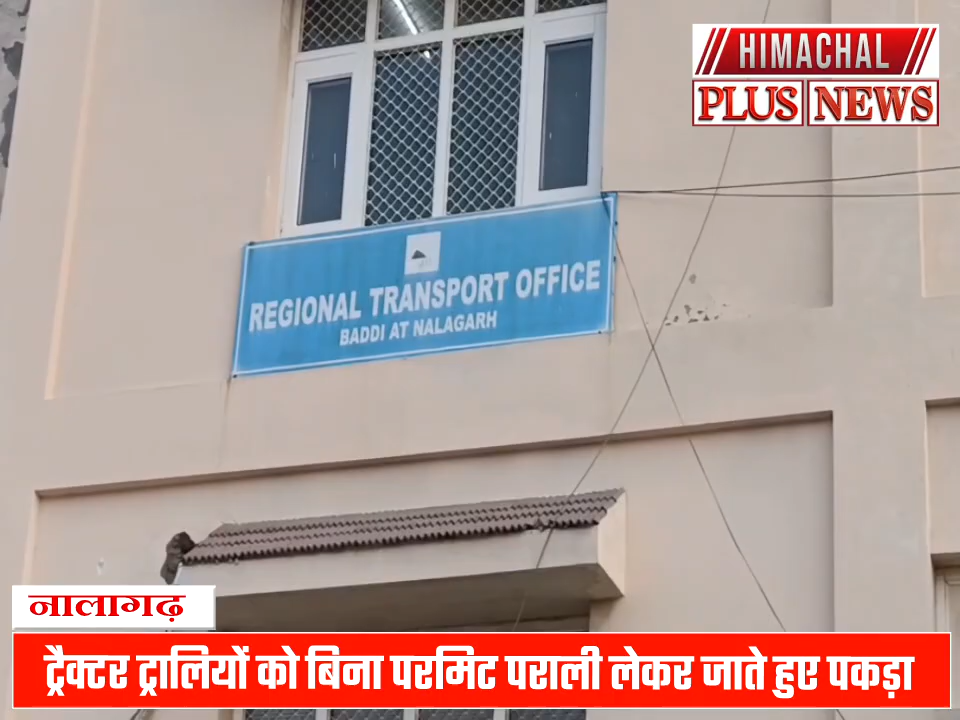 HIMACHAL
PLUS NEWS
REGIONAL TRANSPORT OFFICE
BADDI AT NALAGARH
नालागढ़
ट्रैक्टर ट्रालियों को बिना परमिट पराली लेकर जाते हुए पकड़ा